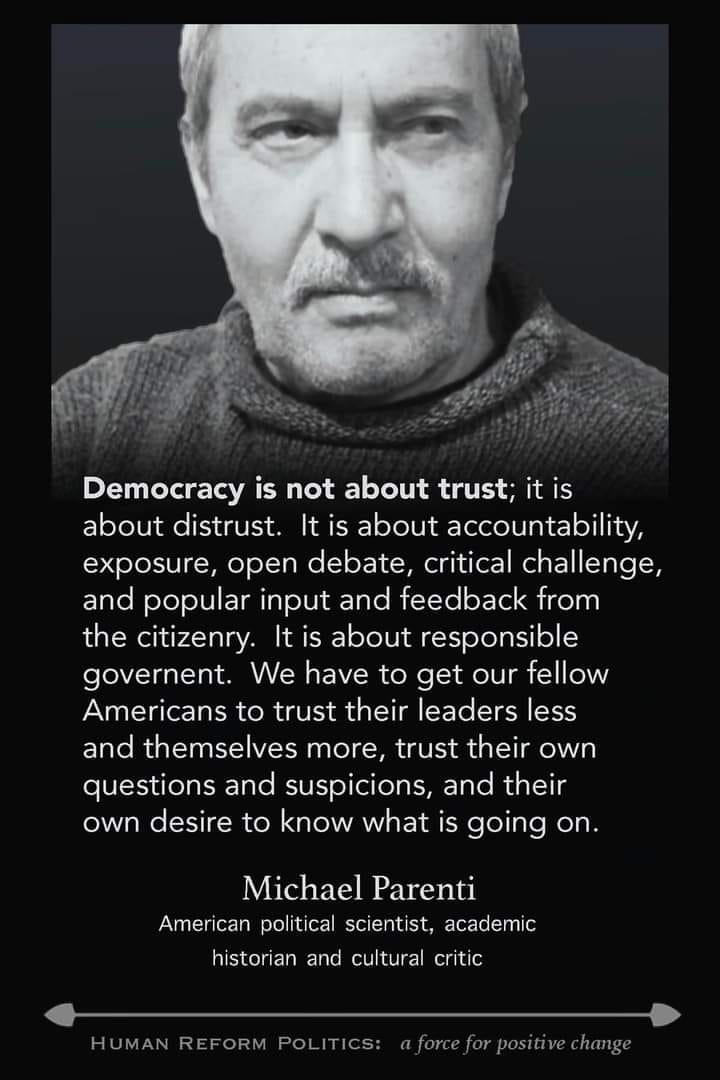 Democracy is not about trust; it is
about distrust.  It is about accountability,
exposure, open debate, critical challenge,
and popular input and feedback from
the citizenry.  It is about responsible
governent.  We have to get our fellow
Americans to trust their leaders less
and themselves more, trust their own
questions and suspicions, and their
own desire to know what is going on.
Michael Parenti
American political scientist, academic
historian and cultural critic
HUMAN REFORM POLITICS: a force for positive change